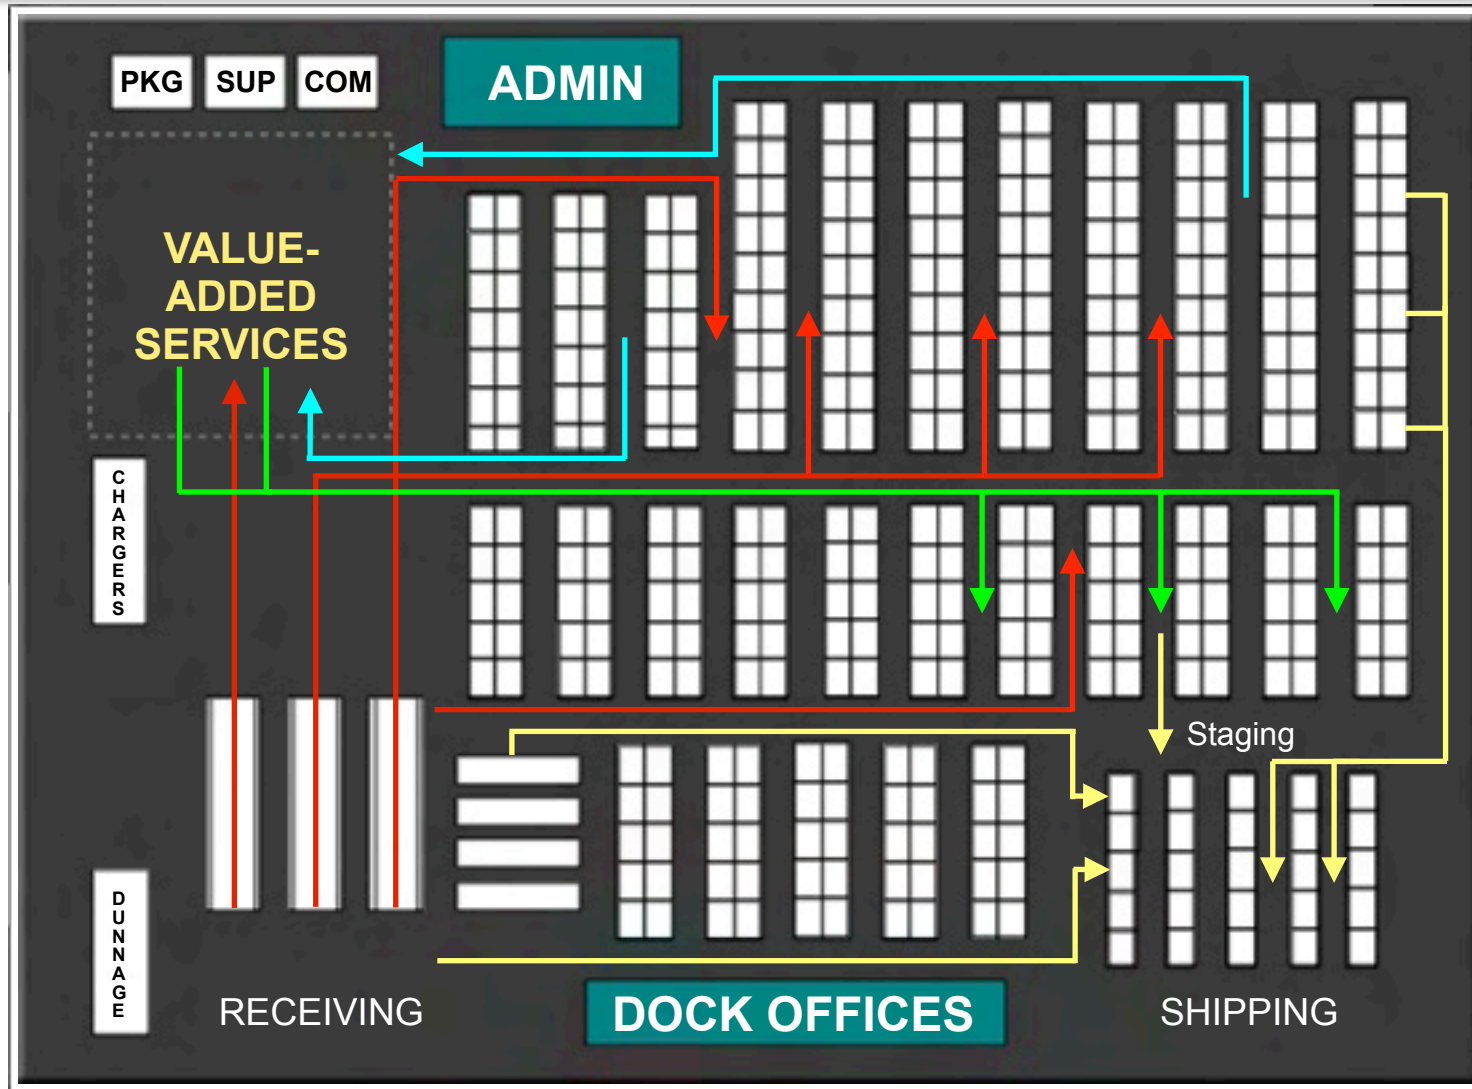 PKG SUP COM
ADMIN
VALUE-
ADDED
SERVICES
CHARGERS
Staging
DUNNAGE
RECEIVING
DOCK OFFICES
SHIPPING